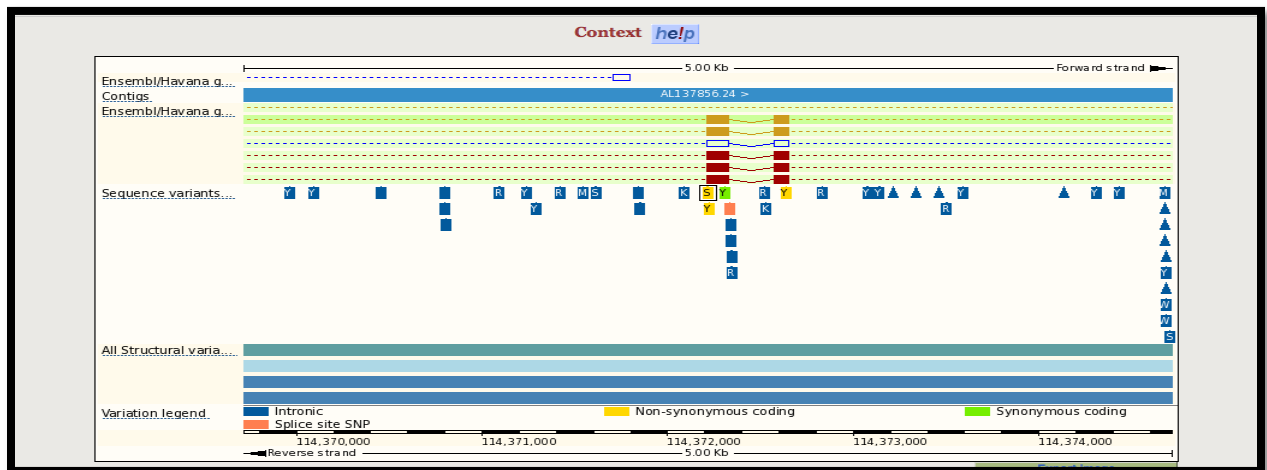 Context help
5.00 Kb Forward strand
Ensembl/Havana g...
Contigs AL137856.24 >
Ensembl/Havana g...
Sequence variants... Y Y R Y R M S K S Y R Y R Y Y Y Y Y M
Y Y K R
R
Y
W
W
S
All Structural varia...
Variation legend Intronic Non-synonymous coding Synonymous coding
Splice site SNP
114,370,000 114,371,000 114,372,000 114,373,000 114,374,000
Reverse strand 5.00 Kb